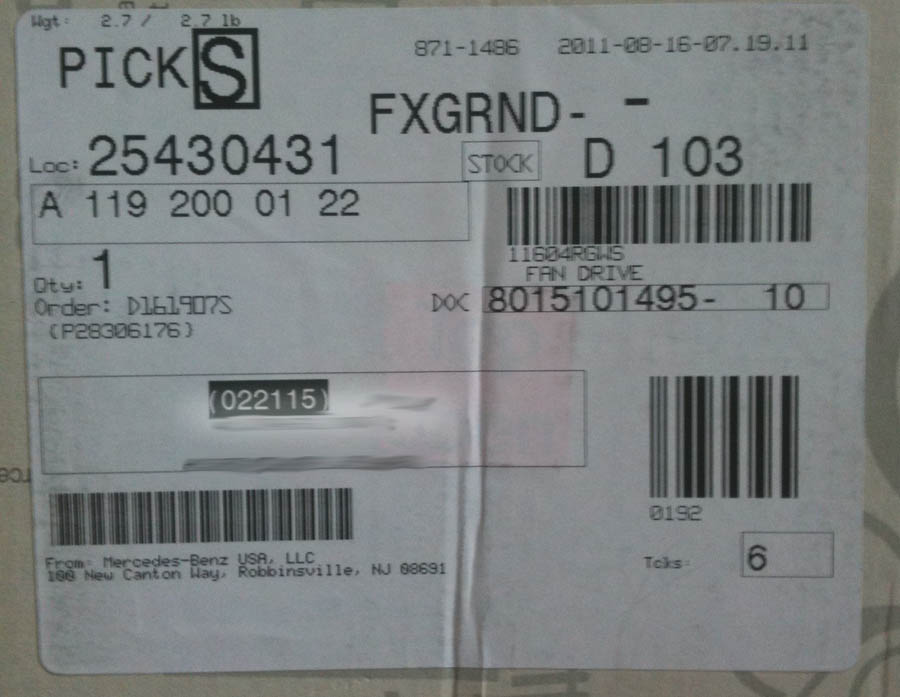 Wgt: 2.7 / 2.7 lb
PICK S
871-1486 2011-08-16-07.19.11
FXGRND- -
Loc: 25430431 STOCK D 103
A 119 200 01 22
11604RGWS
FAN DRIVE
Qty: 1
Order: D161907S DOC 8015101495- 10
(P28306176)
(022115)
0192
From: Mercedes-Benz USA, LLC
100 New Canton Way, Robbinsville, NJ 08691
Tcks: 6